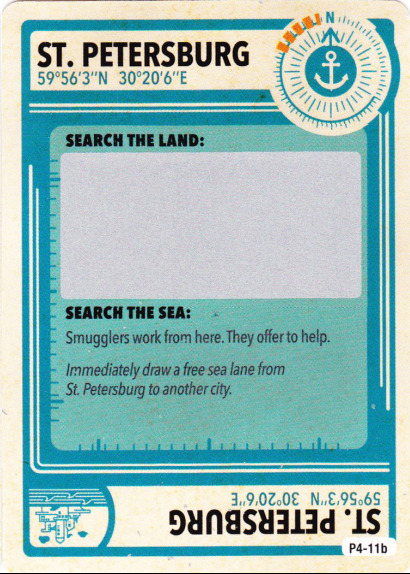 ST. PETERSBURG
59°56'3"N 30°20'6"E
N
SEARCH THE LAND:
SEARCH THE SEA:
Smugglers work from here. They offer to help.
Immediately draw a free sea lane from
St. Petersburg to another city.
59°56'3"N 30°20'6"E
ST. PETERSBURG
P4-11b